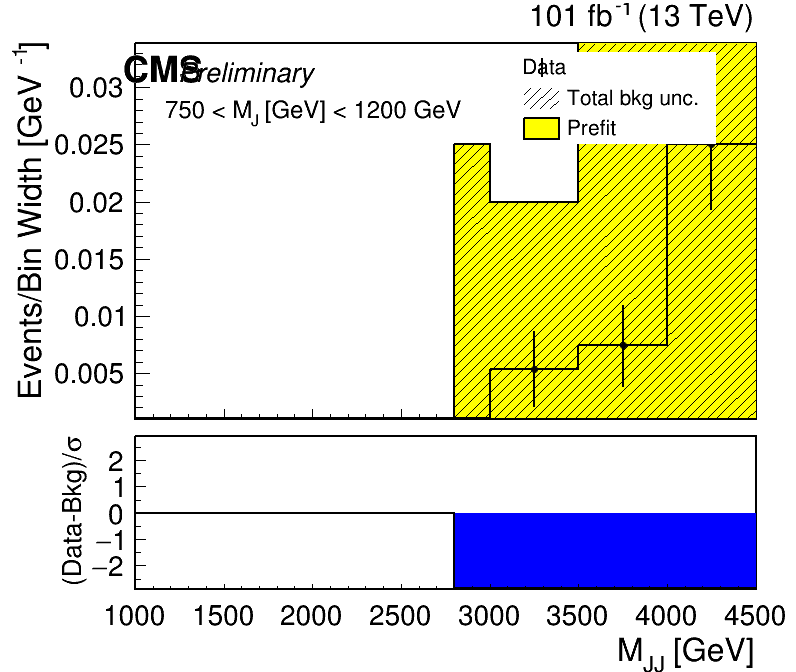 101 fb⁻¹ (13 TeV)
CMS Preliminary
750 < M_J [GeV] < 1200 GeV
Data
Total bkg unc.
Prefit
Events/Bin Width [GeV⁻¹]
0.03
0.025
0.02
0.015
0.01
0.005
(Data-Bkg)/σ
2
1
0
−1
−2
1000 1500 2000 2500 3000 3500 4000 4500
M_JJ [GeV]